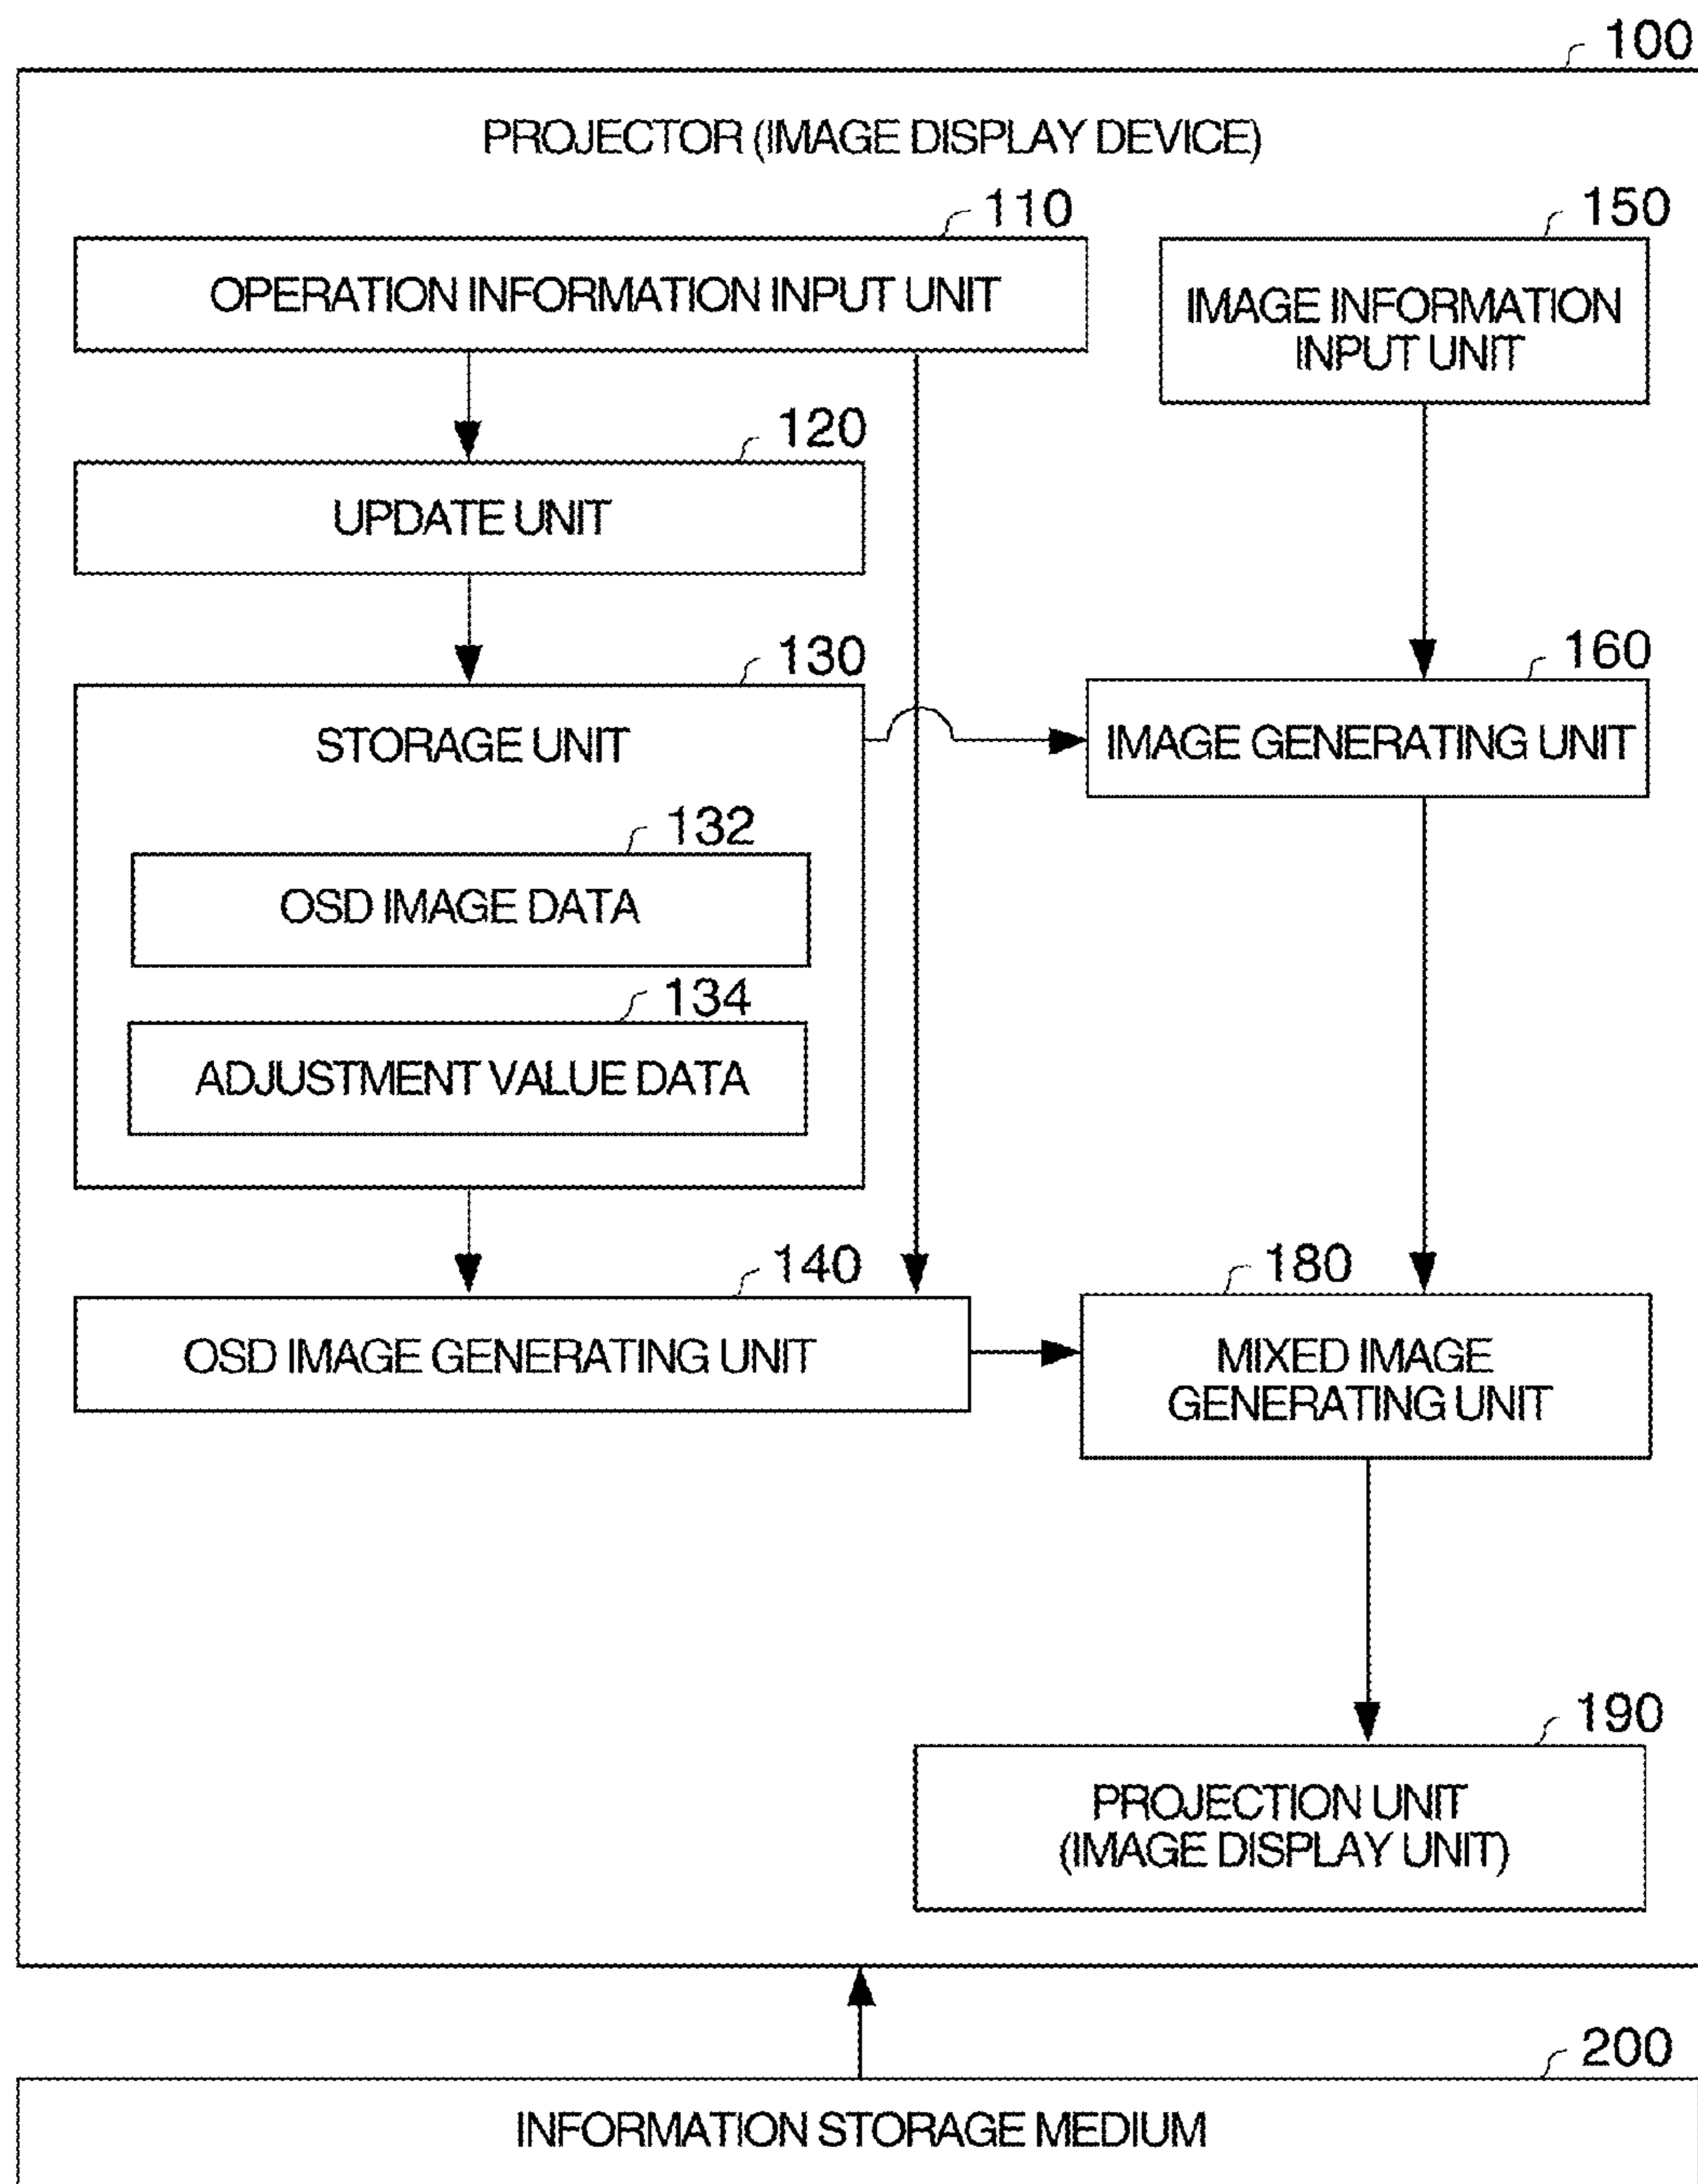 100
PROJECTOR (IMAGE DISPLAY DEVICE)
110
OPERATION INFORMATION INPUT UNIT
150
IMAGE INFORMATION
INPUT UNIT
120
UPDATE UNIT
130
STORAGE UNIT
160
IMAGE GENERATING UNIT
132
OSD IMAGE DATA
134
ADJUSTMENT VALUE DATA
140
OSD IMAGE GENERATING UNIT
180
MIXED IMAGE
GENERATING UNIT
190
PROJECTION UNIT
(IMAGE DISPLAY UNIT)
200
INFORMATION STORAGE MEDIUM